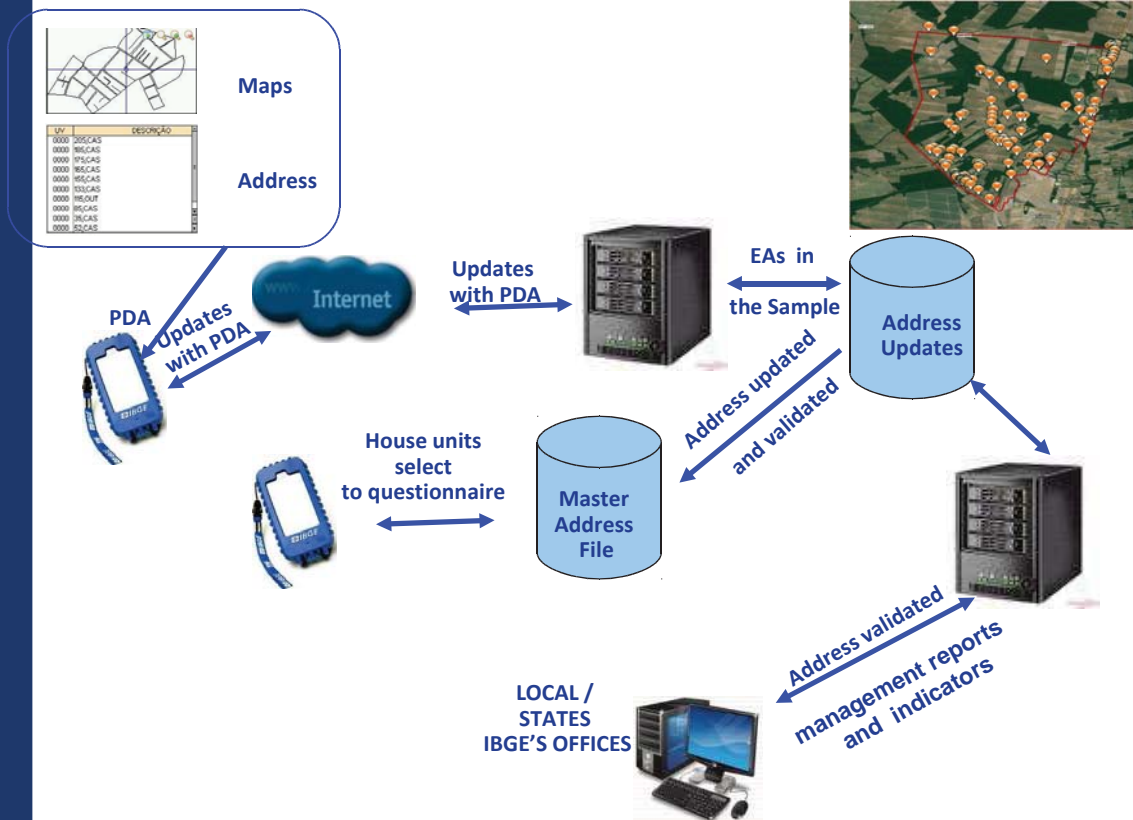 Maps
UV DESCRIÇÃO
0000 205,CAS
0000 185,CAS
0000 175,CAS
0000 165,CAS
0000 155,CAS
0000 133,CAS
0000 115,OUT
0000 85,CAS
0000 35,CAS
0000 52,CAS
Address
PDA
Updates
with PDA
www.
Internet
Updates
with PDA
EAs in
the Sample
Address
Updates
Address updated
and validated
IBGE
House units
select
to questionnaire
IBGE
Master
Address
File
Address validated
management reports
and indicators
LOCAL /
STATES
IBGE'S OFFICES